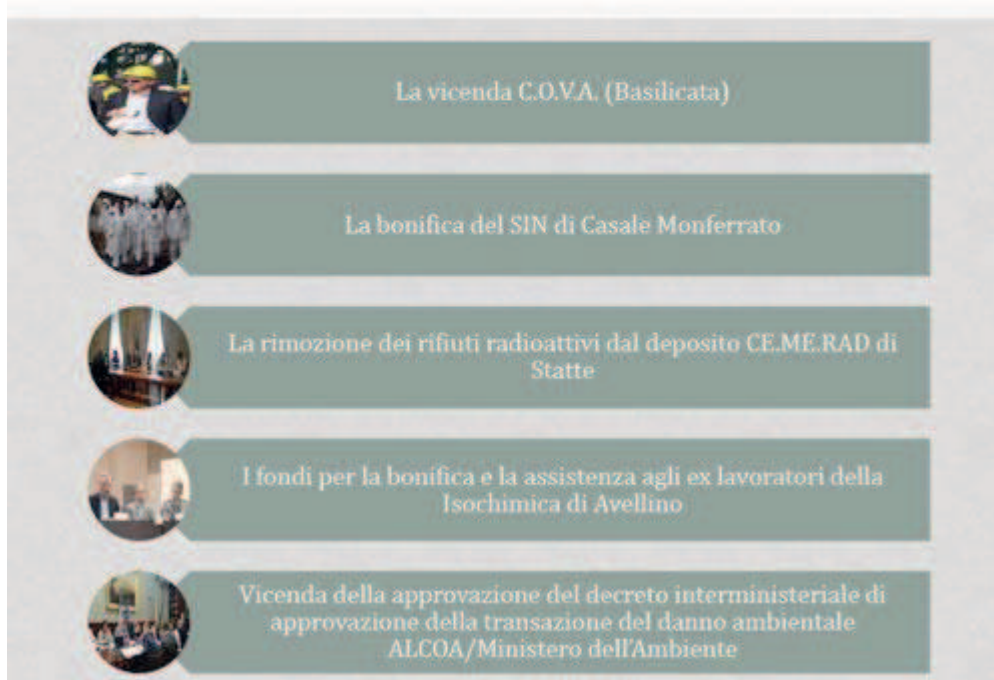 La vicenda C.O.V.A. (Basilicata)
La bonifica del SIN di Casale Monferrato
La rimozione dei rifiuti radioattivi dal deposito CE.ME.RAD di
Statte
I fondi per la bonifica e la assistenza agli ex lavoratori della
Isochimica di Avellino
Vicenda della approvazione del decreto interministeriale di
approvazione della transazione del danno ambientale
ALCOA/Ministero dell'Ambiente